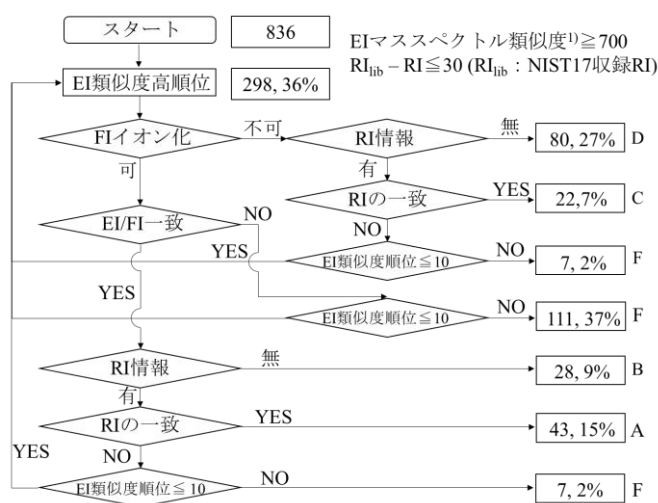 スタート
836
EIマススペクトル類似度1)≧700
RIlib – RI≦30 (RIlib：NIST17収録RI)
EI類似度高順位
298, 36%
FIイオン化
不可
RI情報
無
80, 27%
D
可
有
RIの一致
YES
22,7%
C
EI/FI一致
NO
NO
YES
EI類似度順位≦10
NO
7, 2%
F
YES
EI類似度順位≦10
NO
111, 37%
F
RI情報
無
28, 9%
B
有
RIの一致
YES
43, 15%
A
YES
NO
EI類似度順位≦10
NO
7, 2%
F